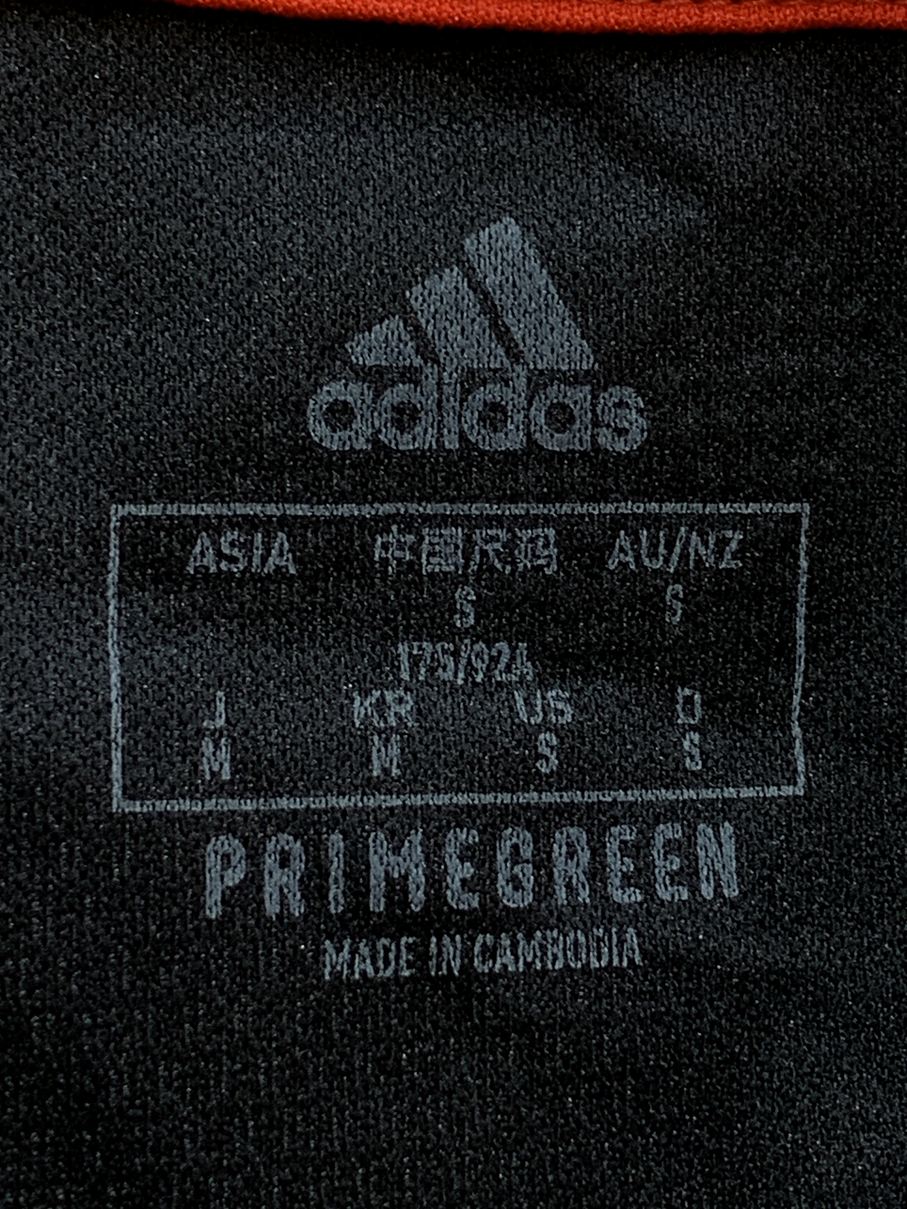 adidas
ASIA 中国尺码 AU/NZ
S S
175/92A
J KR US D
M M S S
PRIMEGREEN
MADE IN CAMBODIA